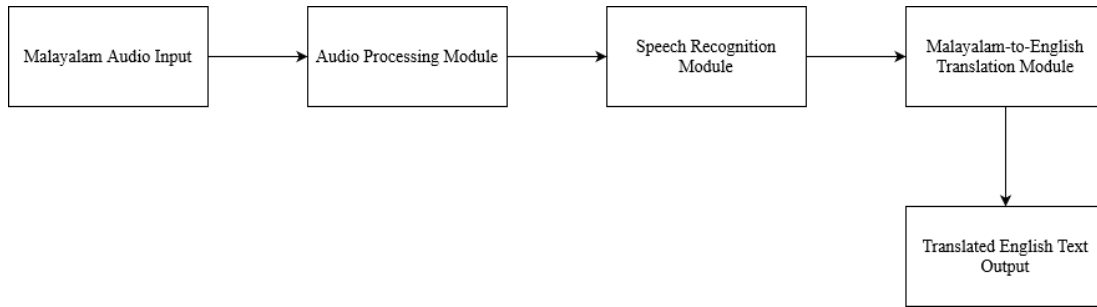 Malayalam Audio Input
Audio Processing Module
Speech Recognition
Module
Malayalam-to-English
Translation Module
Translated English Text
Output